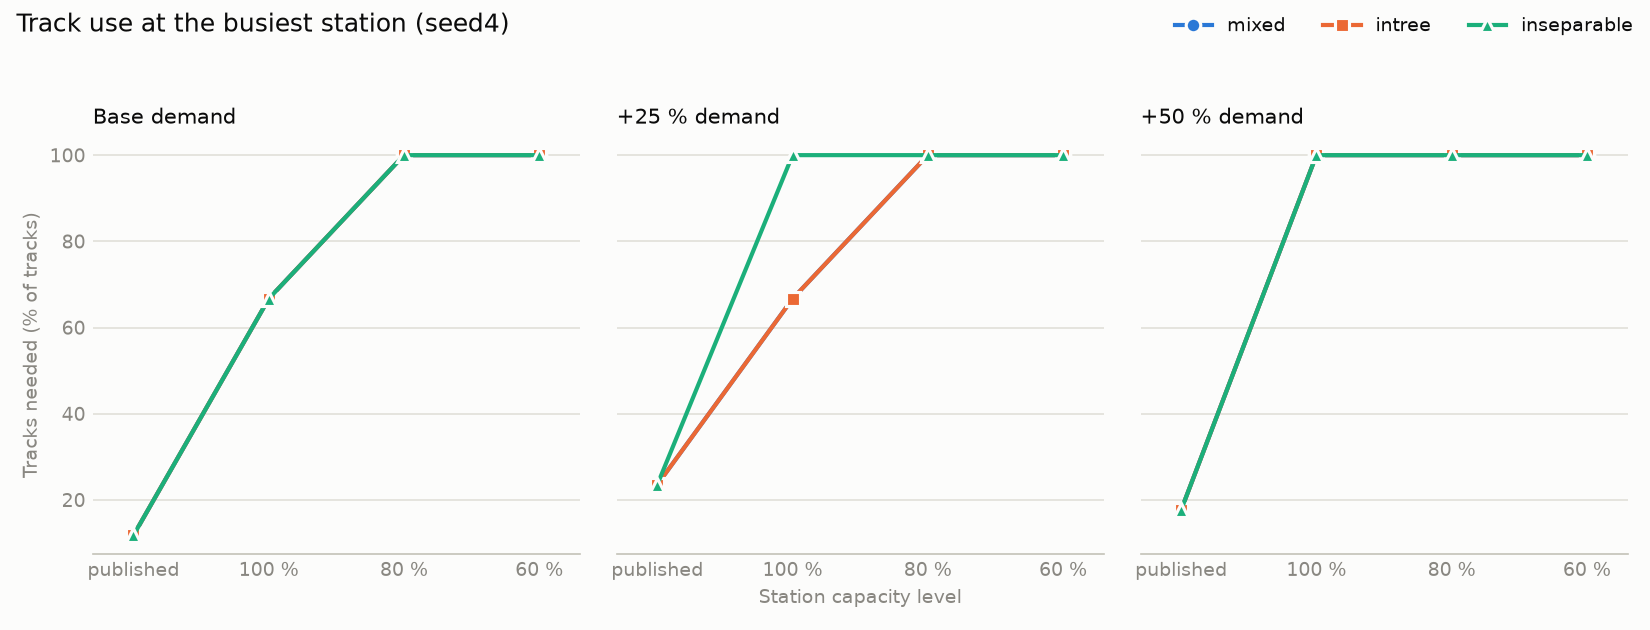 Track use at the busiest station (seed4)
mixed intree inseparable
Base demand
+25 % demand
+50 % demand
Tracks needed (% of tracks)
100
80
60
40
20
published 100 % 80 % 60 %
published 100 % 80 % 60 %
published 100 % 80 % 60 %
Station capacity level